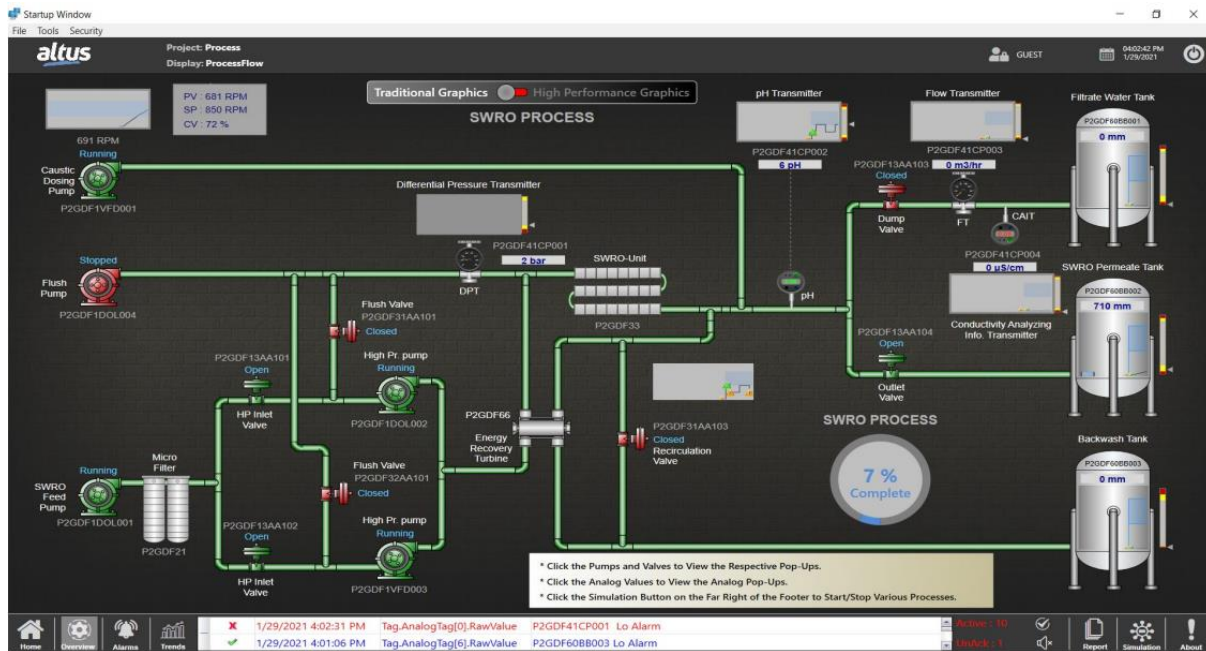 Startup Window
File Tools Security
altus
Project: Process
Display: ProcessFlow
GUEST
04:02:42 PM
1/29/2021
PV : 681 RPM
SP : 850 RPM
CV : 72 %
Traditional Graphics
High Performance Graphics
SWRO PROCESS
pH Transmitter
Flow Transmitter
Filtrate Water Tank
P2GDF60BB001
0 mm
691 RPM
Running
Caustic
Dosing
Pump
P2GDF1VFD001
P2GDF41CP002
6 pH
P2GDF41CP003
0 m3/hr
P2GDF13AA103
Closed
Dump
Valve
FT
CAIT
Differential Pressure Transmitter
P2GDF41CP001
2 bar
DPT
SWRO-Unit
P2GDF33
pH
P2GDF41CP004
0 µS/cm
Conductivity Analyzing
Info. Transmitter
SWRO Permeate Tank
P2GDF60BB002
710 mm
Stopped
Flush
Pump
P2GDF1DOL004
Flush Valve
P2GDF31AA101
Closed
P2GDF13AA101
Open
HP Inlet
Valve
High Pr. pump
Running
P2GDF1DOL002
P2GDF13AA104
Open
Outlet
Valve
P2GDF66
Energy
Recovery
Turbine
P2GDF31AA103
Closed
Recirculation
Valve
SWRO PROCESS
7 %
Complete
Backwash Tank
P2GDF60BB003
0 mm
Running
SWRO
Feed
Pump
P2GDF1DOL001
Micro
Filter
P2GDF21
Flush Valve
P2GDF32AA101
Closed
P2GDF13AA102
Open
HP Inlet
Valve
High Pr. pump
Running
P2GDF1VFD003
* Click the Pumps and Valves to View the Respective Pop-Ups.
* Click the Analog Values to View the Analog Pop-Ups.
* Click the Simulation Button on the Far Right of the Footer to Start/Stop Various Processes.
Home
Overview
Alarms
Trends
1/29/2021 4:02:31 PM Tag.AnalogTag[0].RawValue P2GDF41CP001 Lo Alarm
1/29/2021 4:01:06 PM Tag.AnalogTag[6].RawValue P2GDF60BB003 Lo Alarm
Active : 10
UnAck : 1
Report
Simulation
About